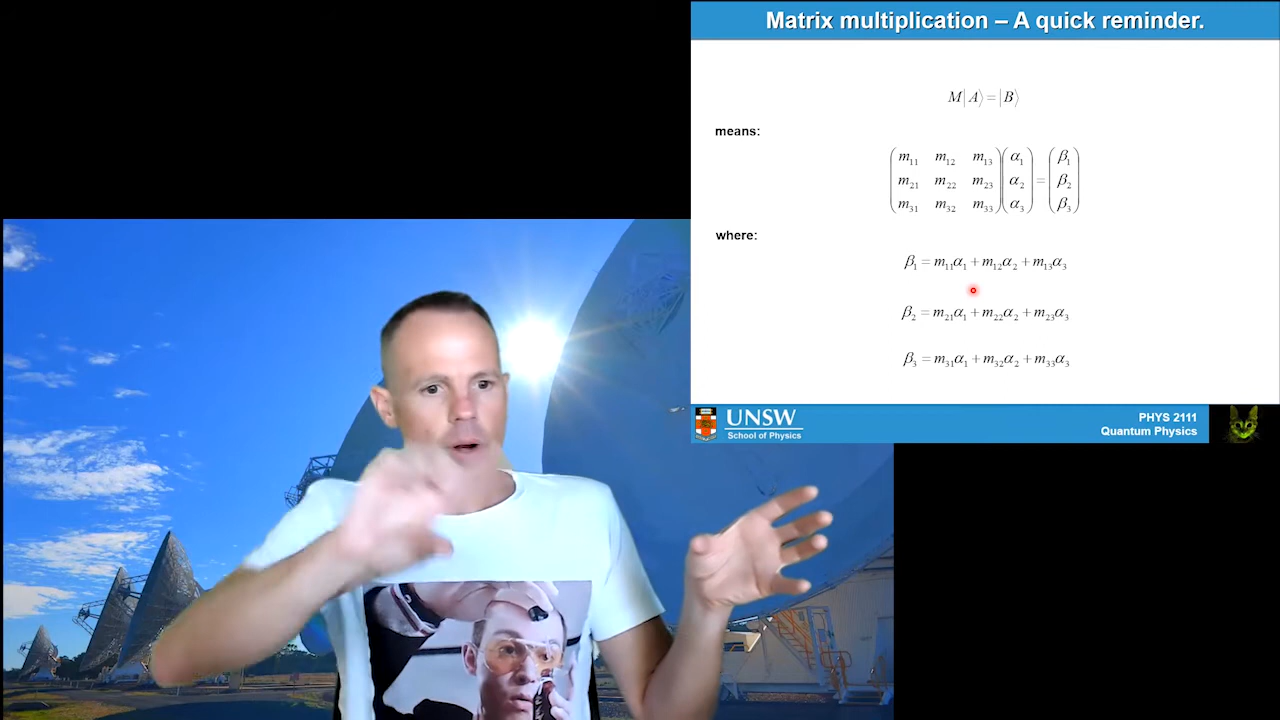 Matrix multiplication – A quick reminder.
M|A⟩=|B⟩
means:
(m₁₁ m₁₂ m₁₃)(α₁) (β₁)
(m₂₁ m₂₂ m₂₃)(α₂)=(β₂)
(m₃₁ m₃₂ m₃₃)(α₃) (β₃)
where:
β₁ = m₁₁α₁ + m₁₂α₂ + m₁₃α₃
β₂ = m₂₁α₁ + m₂₂α₂ + m₂₃α₃
β₃ = m₃₁α₁ + m₃₂α₂ + m₃₃α₃
UNSW
School of Physics
PHYS 2111
Quantum Physics